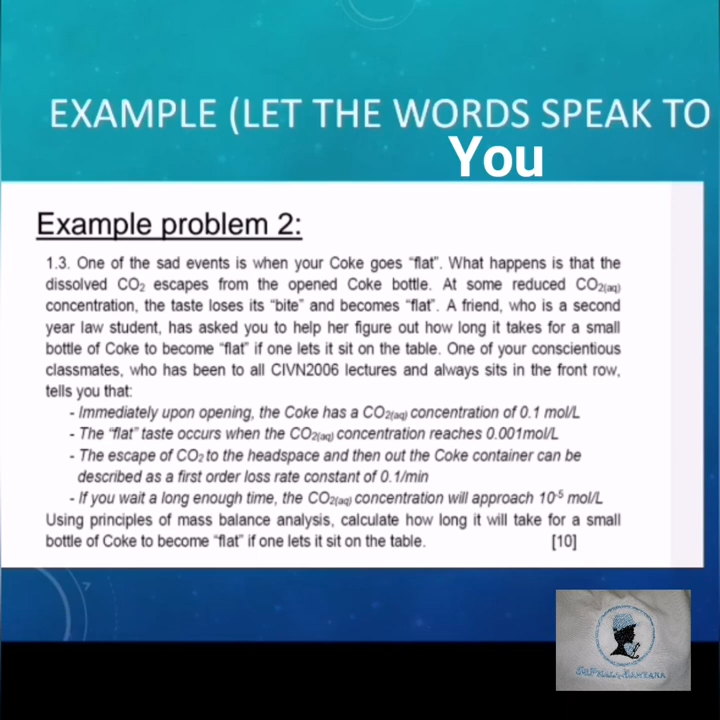 EXAMPLE (LET THE WORDS SPEAK TO
You
Example problem 2:
1.3. One of the sad events is when your Coke goes “flat”. What happens is that the
dissolved CO₂ escapes from the opened Coke bottle. At some reduced CO₂₍aq₎
concentration, the taste loses its “bite” and becomes “flat”. A friend, who is a second
year law student, has asked you to help her figure out how long it takes for a small
bottle of Coke to become “flat” if one lets it sit on the table. One of your conscientious
classmates, who has been to all CIVN2006 lectures and always sits in the front row,
tells you that:
- Immediately upon opening, the Coke has a CO₂₍aq₎ concentration of 0.1 mol/L
- The “flat” taste occurs when the CO₂₍aq₎ concentration reaches 0.001mol/L
- The escape of CO₂ to the headspace and then out the Coke container can be
described as a first order loss rate constant of 0.1/min
- If you wait a long enough time, the CO₂₍aq₎ concentration will approach 10⁻⁵ mol/L
Using principles of mass balance analysis, calculate how long it will take for a small
bottle of Coke to become “flat” if one lets it sit on the table. [10]